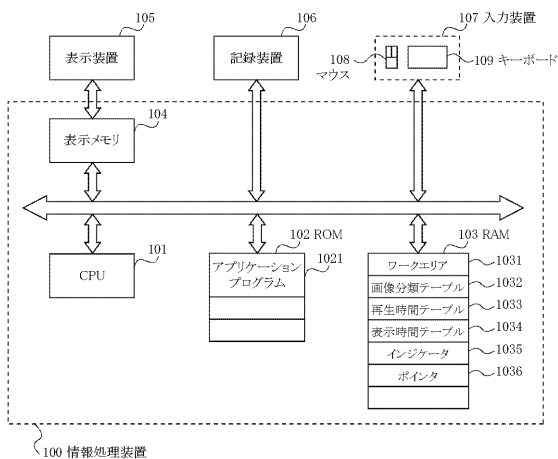 105
表示装置
106
記録装置
107 入力装置
108
マウス
109 キーボード
104
表示メモリ
101
CPU
102 ROM
1021
アプリケーション
プログラム
103 RAM
ワークエリア
1031
画像分類テーブル
1032
再生時間テーブル
1033
表示時間テーブル
1034
インジケータ
1035
ポインタ
1036
100 情報処理装置